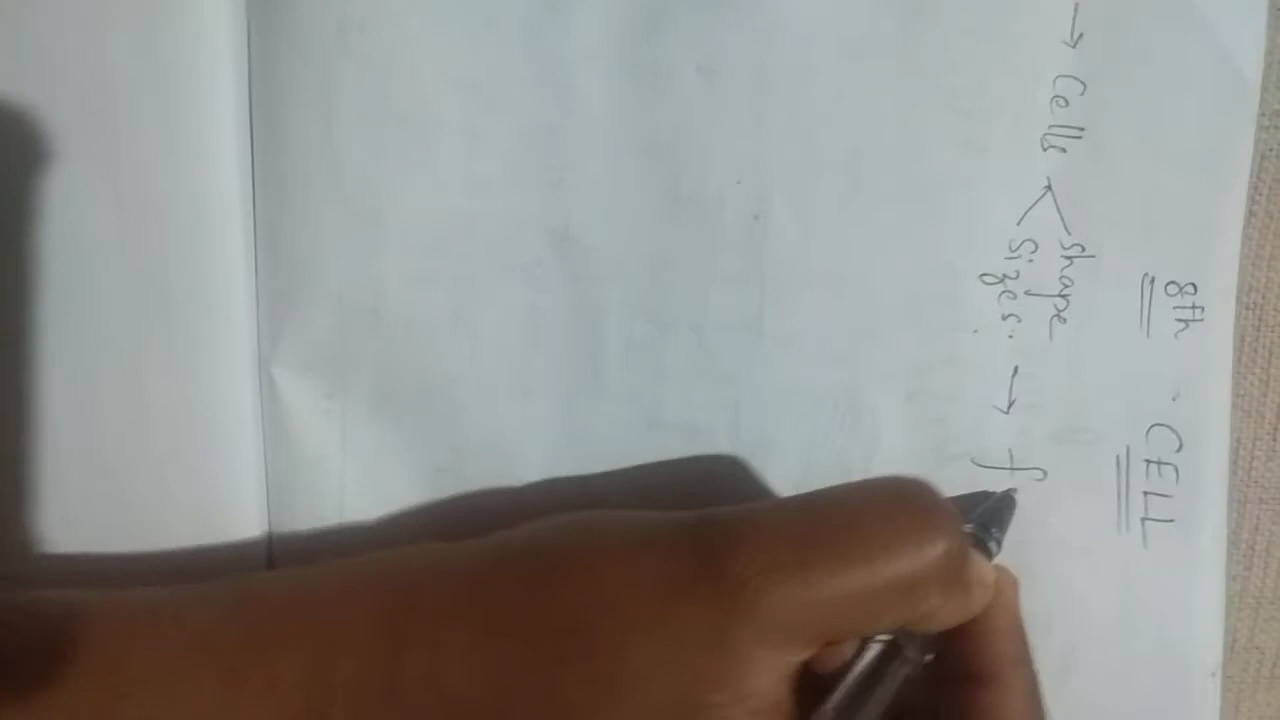 8th - CELL
→ Cells < shape
sizes. → f